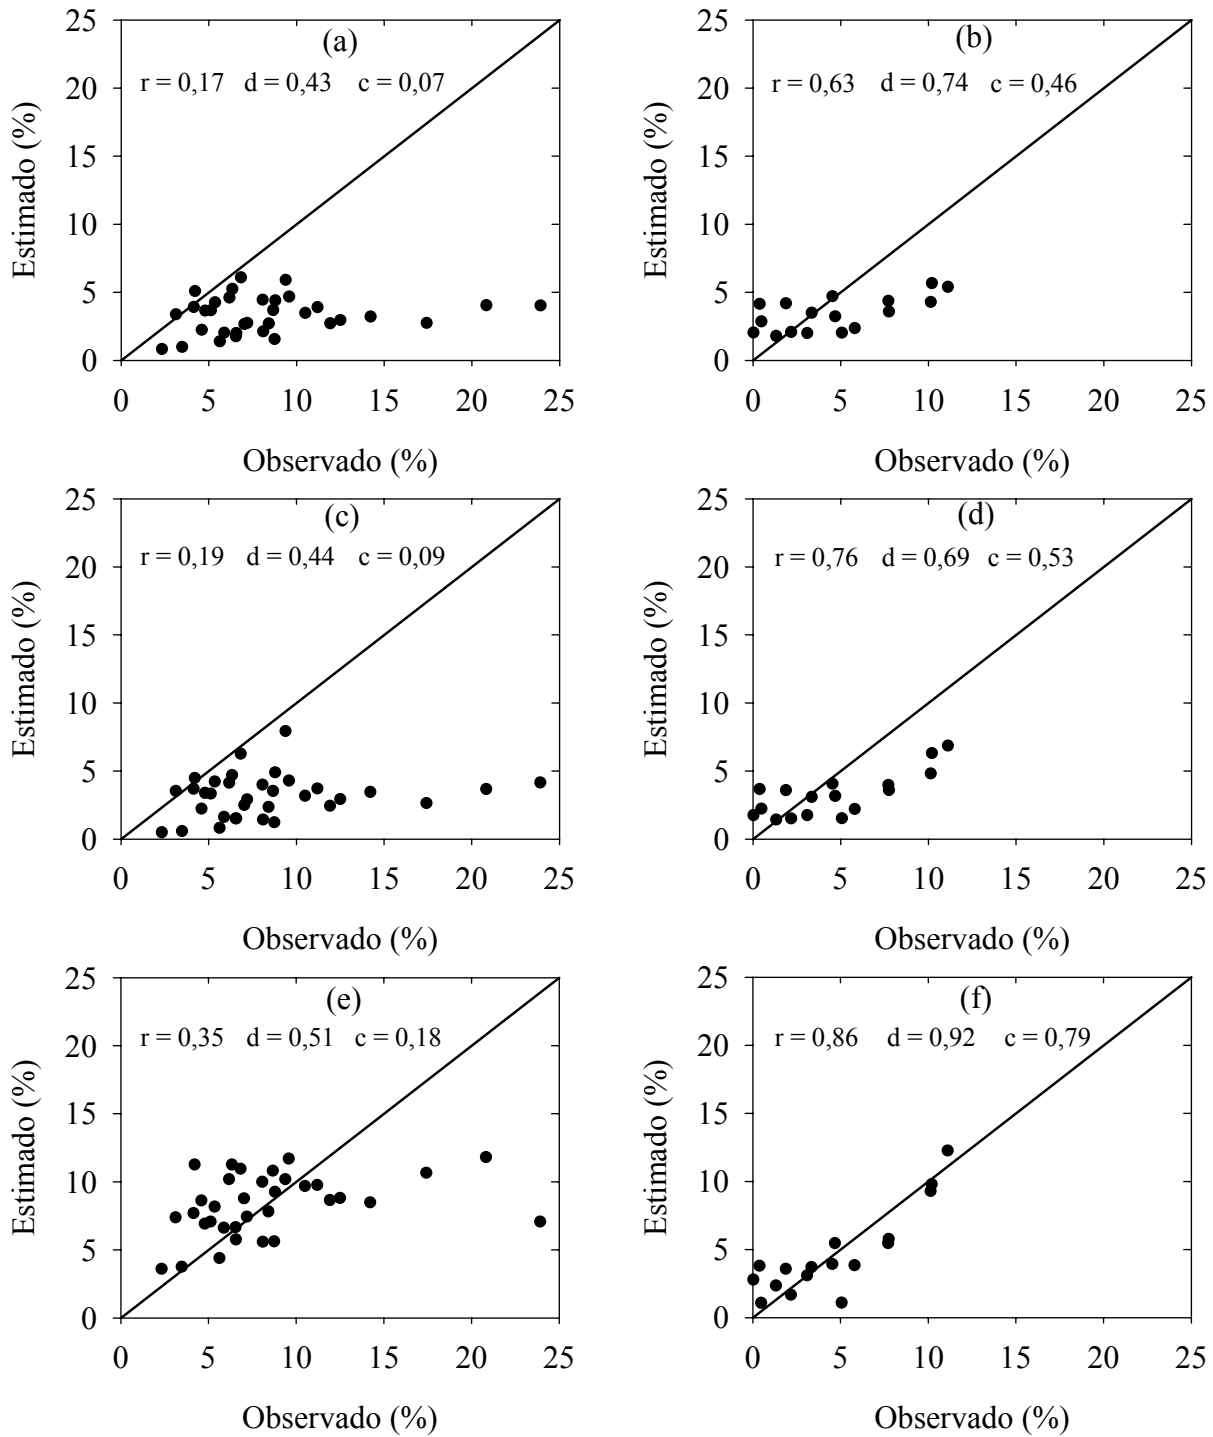 25
(a)
r = 0,17 d = 0,43 c = 0,07
20
15
10
5
0
Estimado (%)
0 5 10 15 20 25
Observado (%)
25
(b)
r = 0,63 d = 0,74 c = 0,46
20
15
10
5
0
Estimado (%)
0 5 10 15 20 25
Observado (%)
25
(c)
r = 0,19 d = 0,44 c = 0,09
20
15
10
5
0
Estimado (%)
0 5 10 15 20 25
Observado (%)
25
(d)
r = 0,76 d = 0,69 c = 0,53
20
15
10
5
0
Estimado (%)
0 5 10 15 20 25
Observado (%)
25
(e)
r = 0,35 d = 0,51 c = 0,18
20
15
10
5
0
Estimado (%)
0 5 10 15 20 25
Observado (%)
25
(f)
r = 0,86 d = 0,92 c = 0,79
20
15
10
5
0
Estimado (%)
0 5 10 15 20 25
Observado (%)